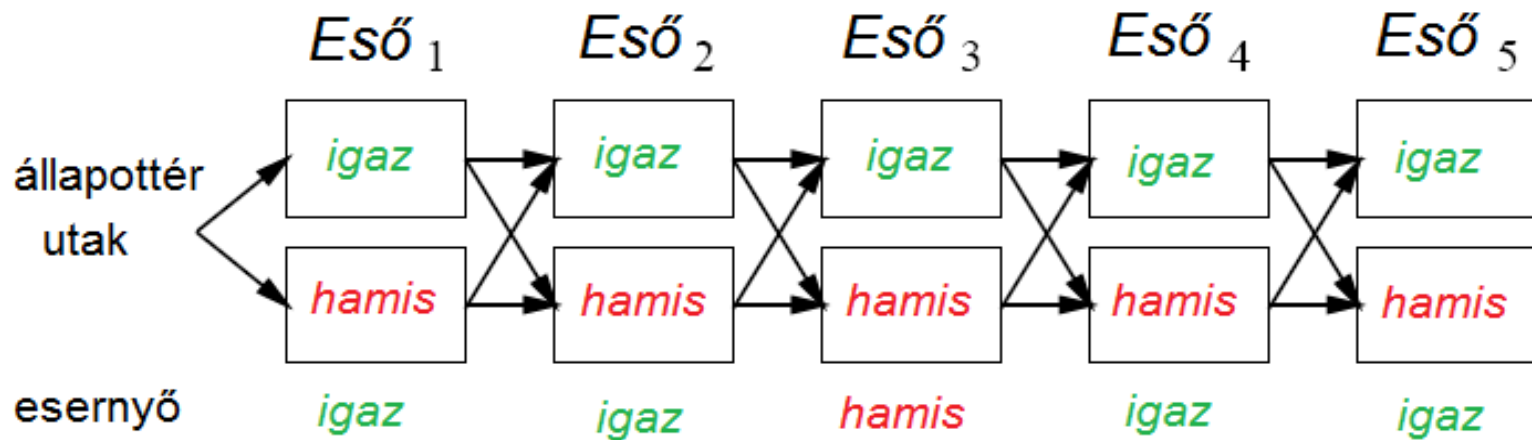 Eső 1 Eső 2 Eső 3 Eső 4 Eső 5
igaz igaz igaz igaz igaz
állapottér
utak
hamis hamis hamis hamis hamis
esernyő igaz igaz hamis igaz igaz